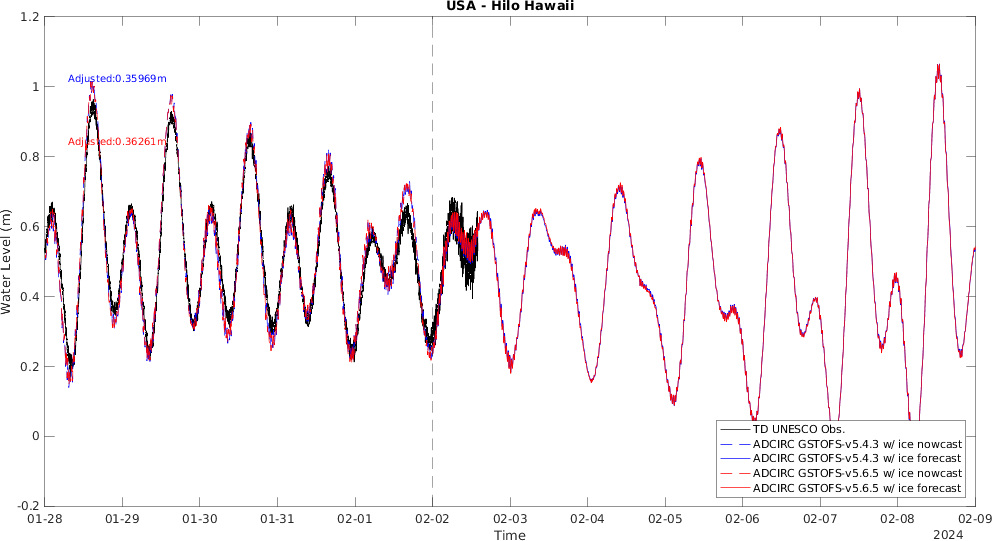 USA - Hilo Hawaii
1.2
1
0.8
0.6
0.4
0.2
0
-0.2
Water Level (m)
Adjusted:0.35969m
Adjusted:0.36261m
TD UNESCO Obs.
ADCIRC GSTOFS-v5.4.3 w/ ice nowcast
ADCIRC GSTOFS-v5.4.3 w/ ice forecast
ADCIRC GSTOFS-v5.6.5 w/ ice nowcast
ADCIRC GSTOFS-v5.6.5 w/ ice forecast
01-28 01-29 01-30 01-31 02-01 02-02 02-03 02-04 02-05 02-06 02-07 02-08 02-09
Time
2024